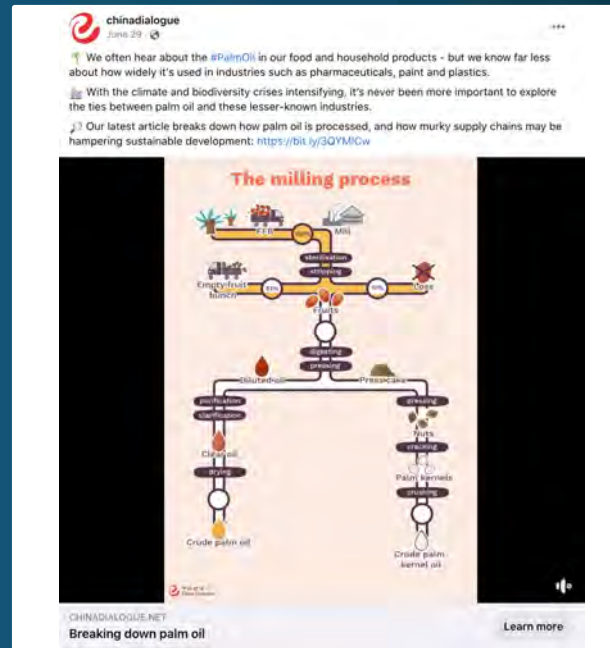 chinadialogue
June 29
We often hear about the #PalmOil in our food and household products - but we know far less
about how widely it's used in industries such as pharmaceuticals, paint and plastics.
With the climate and biodiversity crises intensifying, it's never been more important to explore
the ties between palm oil and these lesser-known industries.
Our latest article breaks down how palm oil is processed, and how murky supply chains may be
hampering sustainable development: https://bit.ly/3QYMICw
The milling process
FFB
Mill
sterilisation
stripping
Empty fruit
bunch
Loss
Fruits
digesting
pressing
Diluted oil
Press cake
purification
clarification
pressing
Nuts
Clear oil
cracking
drying
Palm kernels
crushing
Crude palm oil
Crude palm
kernel oil
CHINADIALOGUE.NET
Breaking down palm oil
Learn more